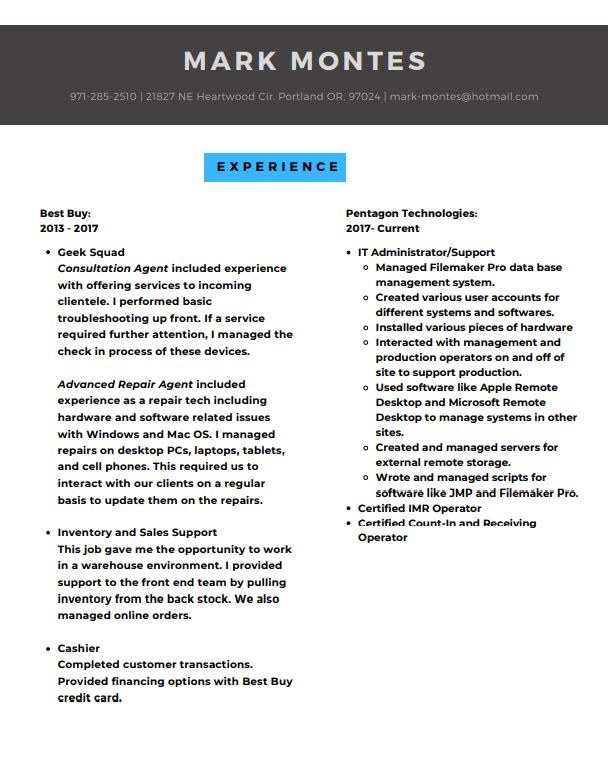 MARK MONTES
971-285-2510 | 21827 NE Heartwood Cir. Portland OR, 97024 | mark-montes@hotmail.com
EXPERIENCE
Best Buy:
2013 - 2017
Geek Squad
Consultation Agent included experience
with offering services to incoming
clientele. I performed basic
troubleshooting up front. If a service
required further attention, I managed the
check in process of these devices.
Advanced Repair Agent included
experience as a repair tech including
hardware and software related issues
with Windows and Mac OS. I managed
repairs on desktop PCs, laptops, tablets,
and cell phones. This required us to
interact with our clients on a regular
basis to update them on the repairs.
Inventory and Sales Support
This job gave me the opportunity to work
in a warehouse environment. I provided
support to the front end team by pulling
inventory from the back stock. We also
managed online orders.
Cashier
Completed customer transactions.
Provided financing options with Best Buy
credit card.
Pentagon Technologies:
2017- Current
IT Administrator/Support
Managed Filemaker Pro data base
management system.
Created various user accounts for
different systems and softwares.
Installed various pieces of hardware
Interacted with management and
production operators on and off of
site to support production.
Used software like Apple Remote
Desktop and Microsoft Remote
Desktop to manage systems in other
sites.
Created and managed servers for
external remote storage.
Wrote and managed scripts for
software like JMP and Filemaker Pro.
Certified IMR Operator
Certified Count-In and Receiving
Operator